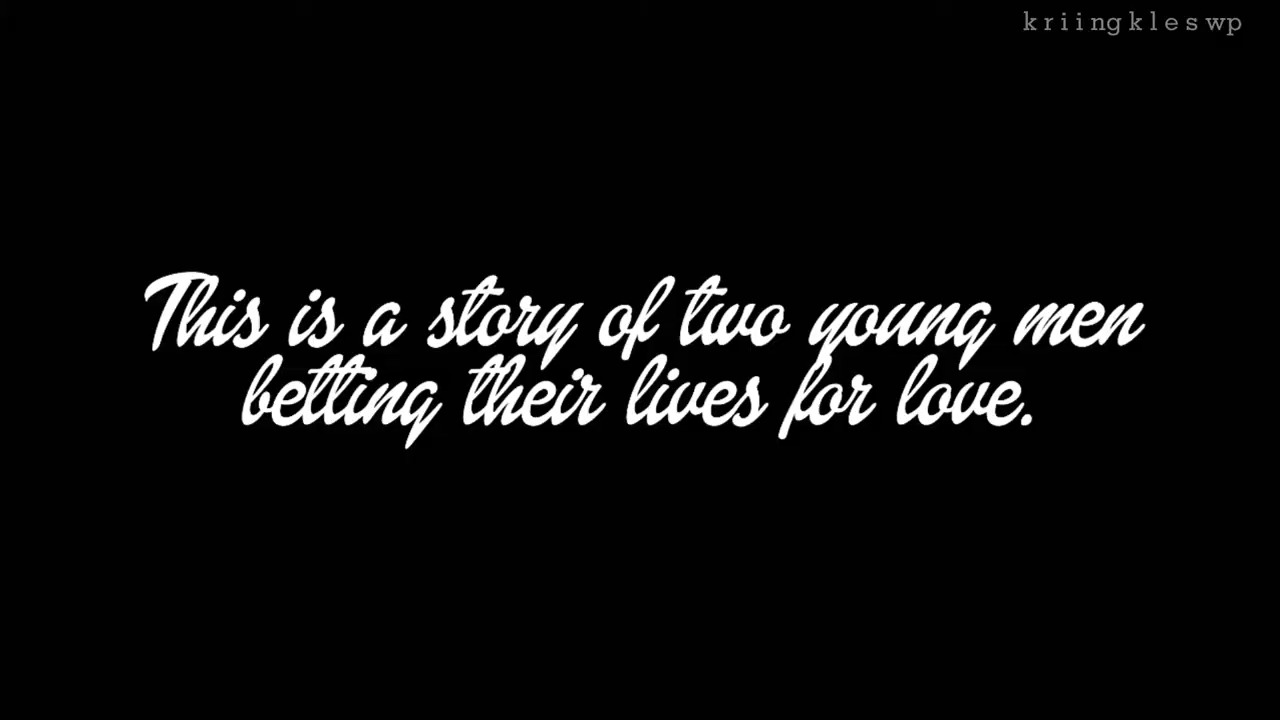 kriingkleswp
This is a story of two young men
betting their lives for love.